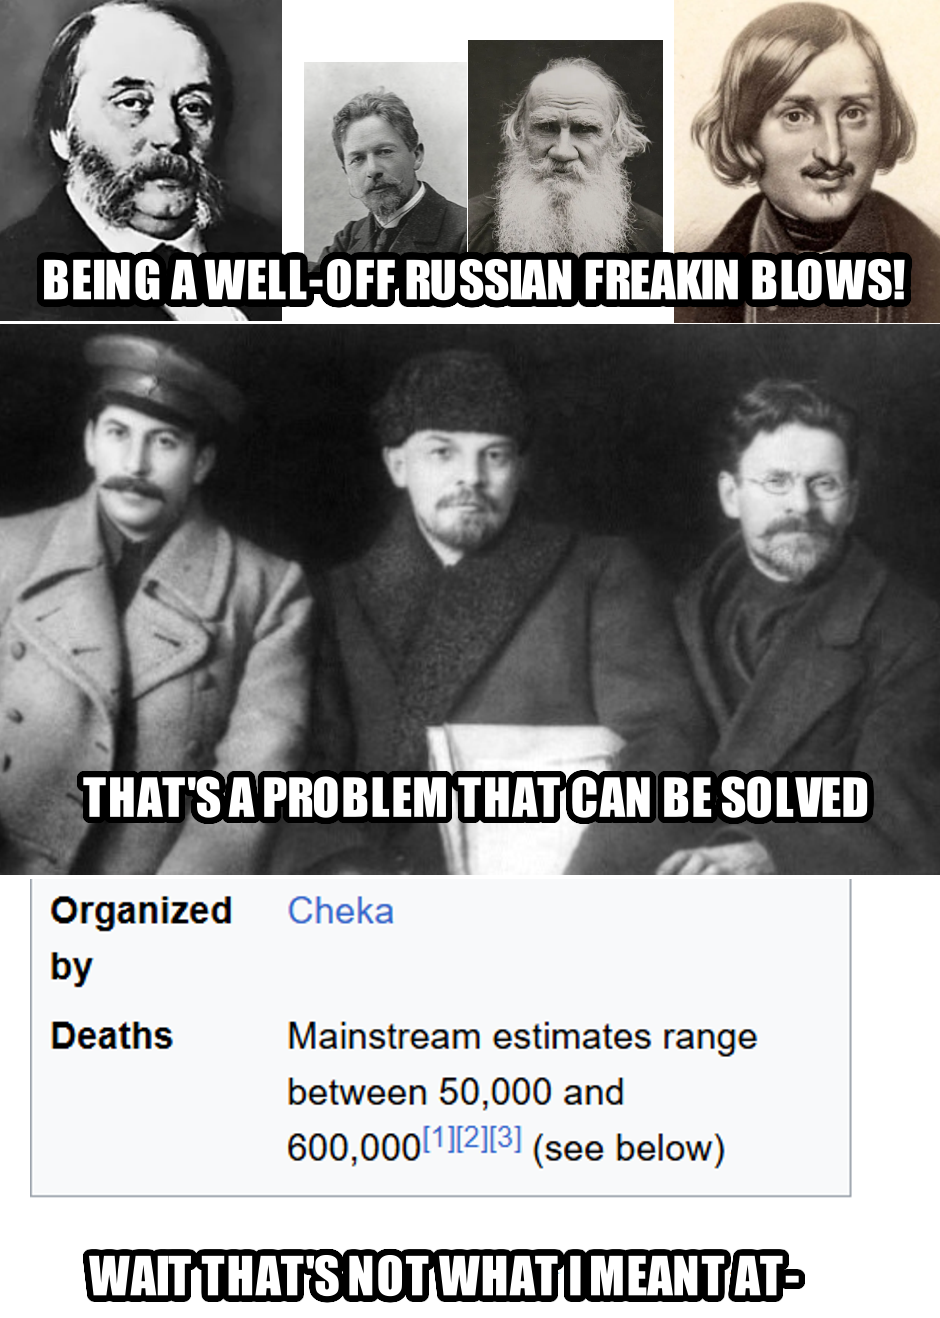 BEING A WELL-OFF RUSSIAN FREAKIN BLOWS!
THAT'S A PROBLEM THAT CAN BE SOLVED
Organized by Cheka
Deaths Mainstream estimates range
between 50,000 and
600,000[1][2][3] (see below)
WAIT THAT'S NOT WHAT I MEANT AT-